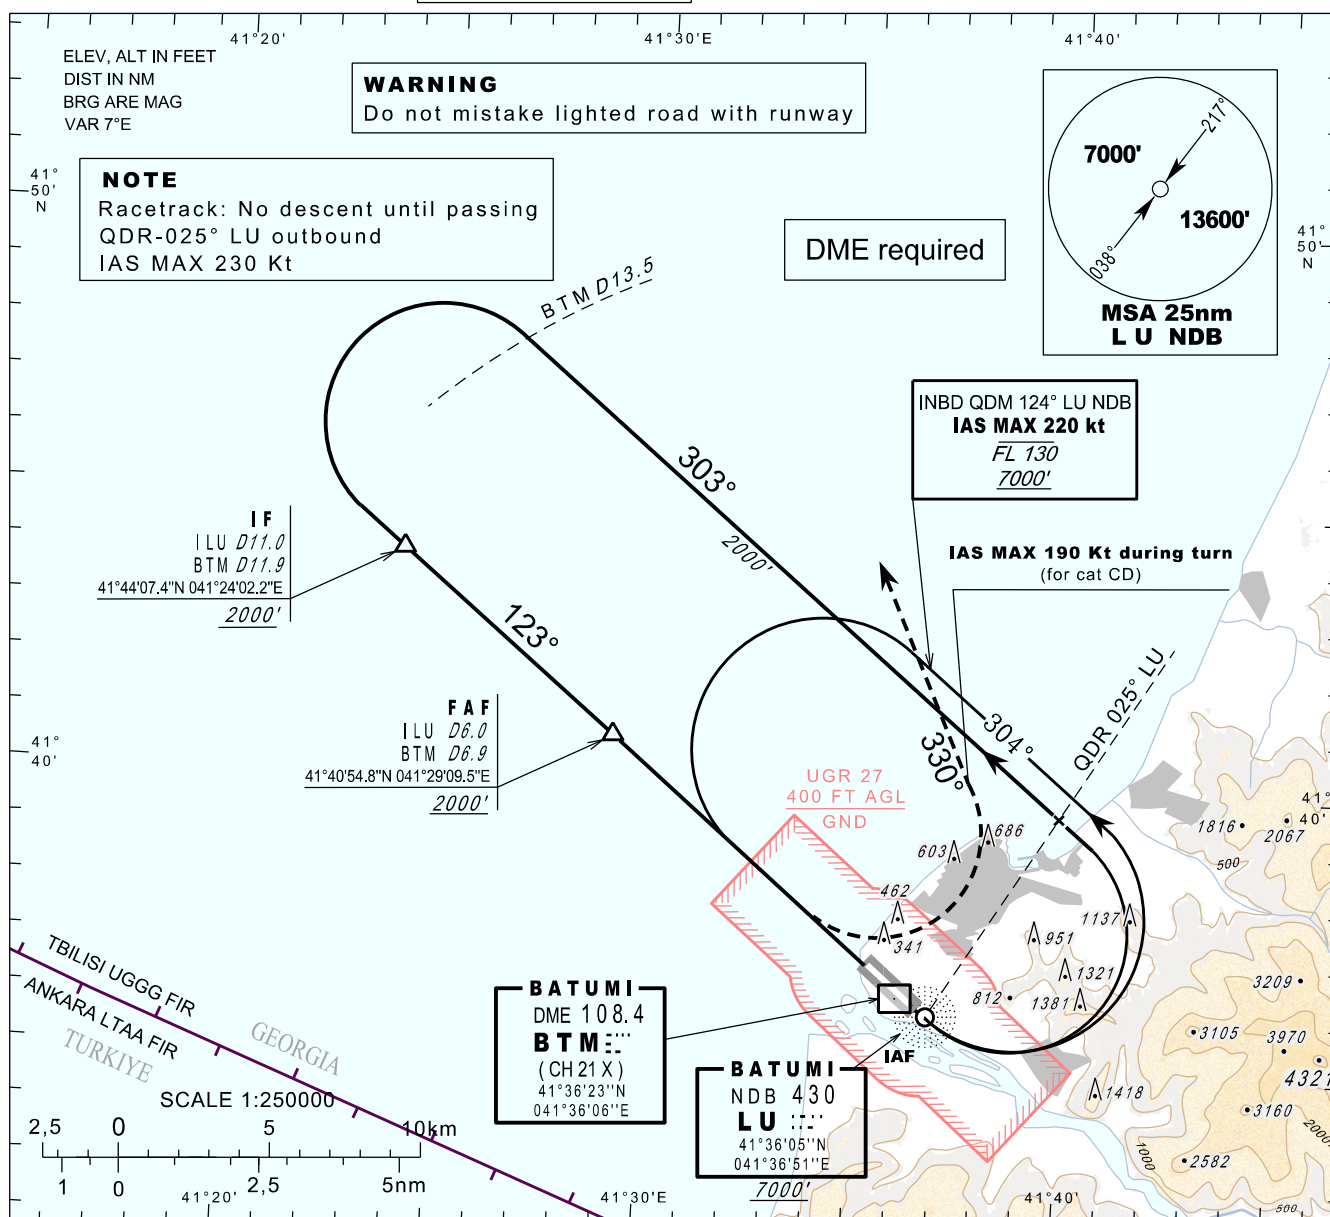 41°20'
41°30'E
41°40'
ELEV, ALT IN FEET
DIST IN NM
BRG ARE MAG
VAR 7°E
WARNING
Do not mistake lighted road with runway
217°
7000'
13600'
038°
MSA 25nm
L U NDB
41°
50'
N
NOTE
Racetrack: No descent until passing
QDR-025° LU outbound
IAS MAX 230 Kt
DME required
41°
50'
N
BTM D13.5
INBD QDM 124° LU NDB
IAS MAX 220 kt
FL 130
7000'
303°
2000'
I F
I LU D11.0
BTM D11.9
41°44'07.4"N 041°24'02.2"E
2000'
IAS MAX 190 Kt during turn
(for cat CD)
123°
QDR 025° LU
F A F
I LU D6.0
BTM D6.9
41°40'54.8"N 041°29'09.5"E
2000'
304°
330°
41°
40'
UGR 27
400 FT AGL
GND
41°
40'
686
603
1816
2067
500
462
341
1137
951
1321
1381
812
3209
3105
3970
4321
1418
3160
2582
2000
1000
500
TBILISI UGGG FIR
ANKARA LTAA FIR
GEORGIA
TURKIYE
BATUMI
DME 108.4
BTM
( CH 21 X )
41°36'23"N
041°36'06"E
IAF
BATUMI
NDB 430
LU
41°36'05"N
041°36'51"E
7000'
SCALE 1:250000
2,5 0 5 10km
1 0 2,5 5nm
41°20'
41°30'E
41°40'